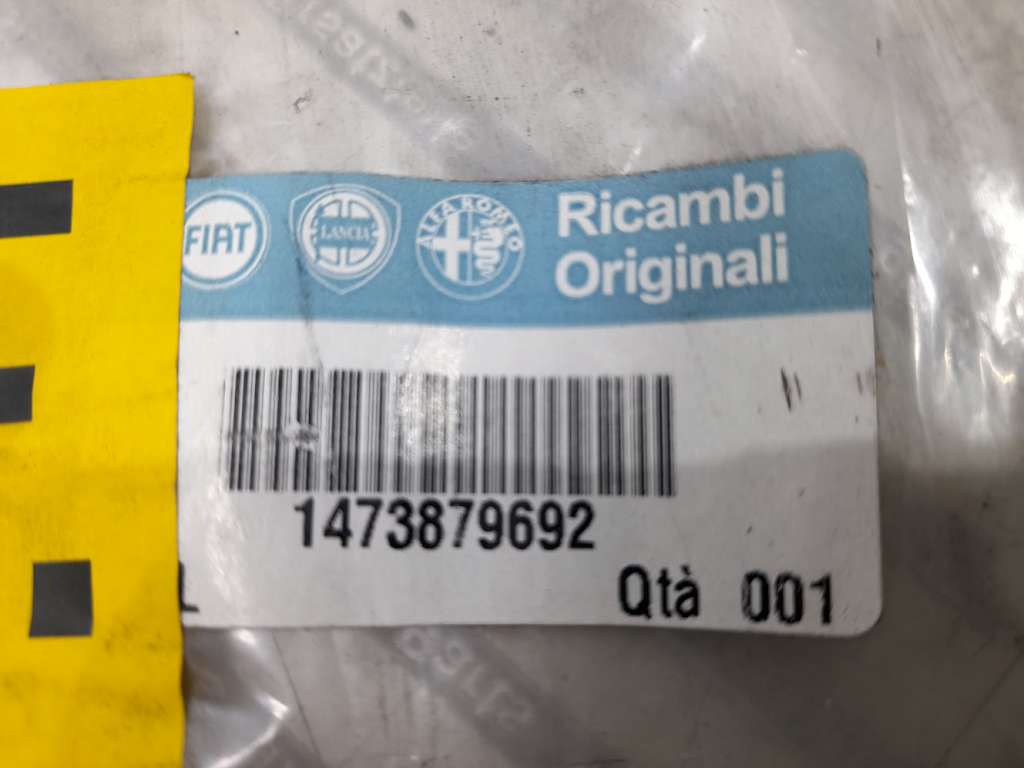 FIAT
LANCIA
ALFA ROMEO
Ricambi
Originali
1473879692
Qtà 001